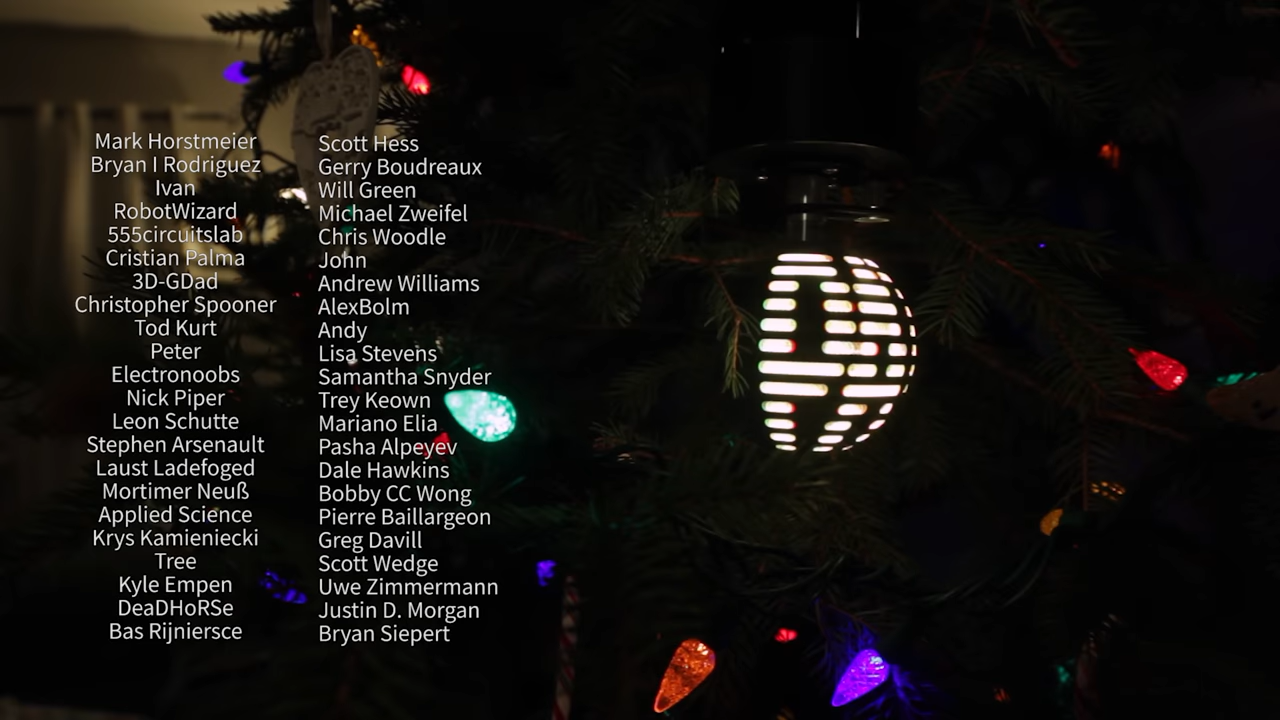 Mark Horstmeier
Bryan I Rodriguez
Ivan
RobotWizard
555circuitslab
Cristian Palma
3D-GDad
Christopher Spooner
Tod Kurt
Peter
Electronoobs
Nick Piper
Leon Schutte
Stephen Arsenault
Laust Ladefoged
Mortimer Neuß
Applied Science
Krys Kamieniecki
Tree
Kyle Empen
DeaDHoRSe
Bas Rijniersce
Scott Hess
Gerry Boudreaux
Will Green
Michael Zweifel
Chris Woodle
John
Andrew Williams
AlexBolm
Andy
Lisa Stevens
Samantha Snyder
Trey Keown
Mariano Elia
Pasha Alpeyev
Dale Hawkins
Bobby CC Wong
Pierre Baillargeon
Greg Davill
Scott Wedge
Uwe Zimmermann
Justin D. Morgan
Bryan Siepert